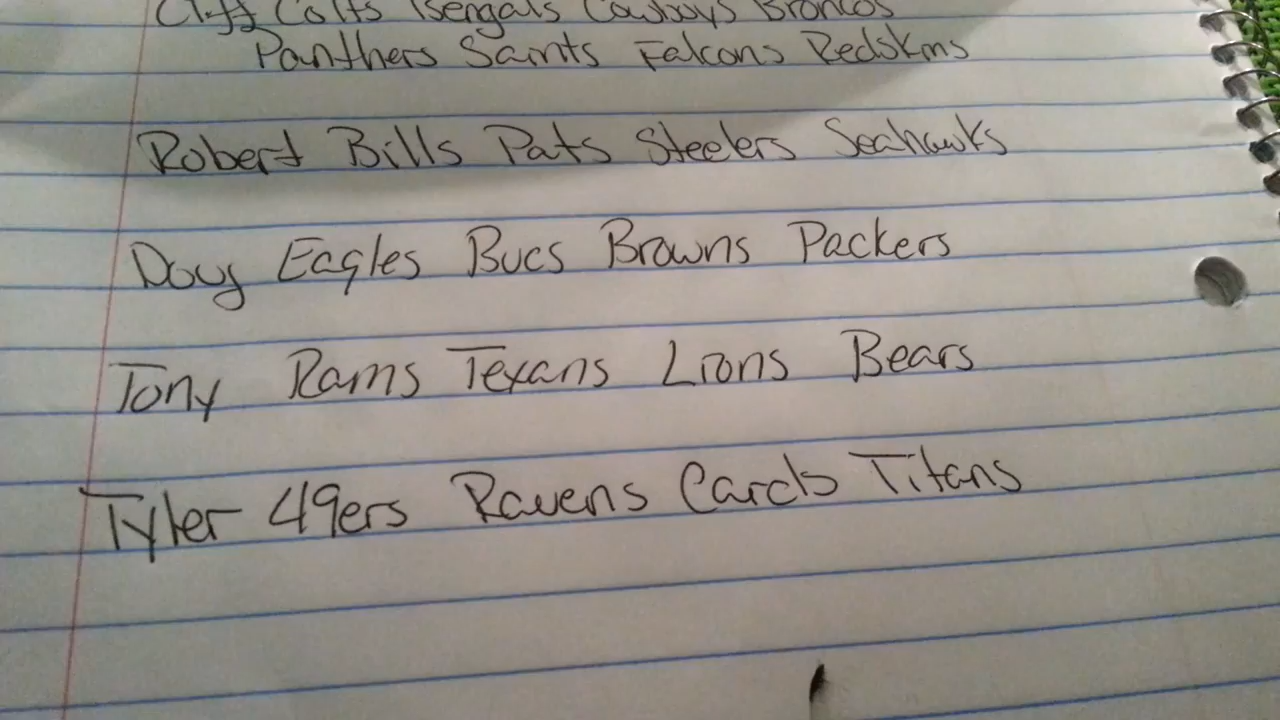 Cliff Colts Bengals Cowboys Broncos
Panthers Saints Falcons Redskins
Robert Bills Pats Steelers Seahawks
Doug Eagles Bucs Browns Packers
Tony Rams Texans Lions Bears
Tyler 49ers Ravens Cards Titans